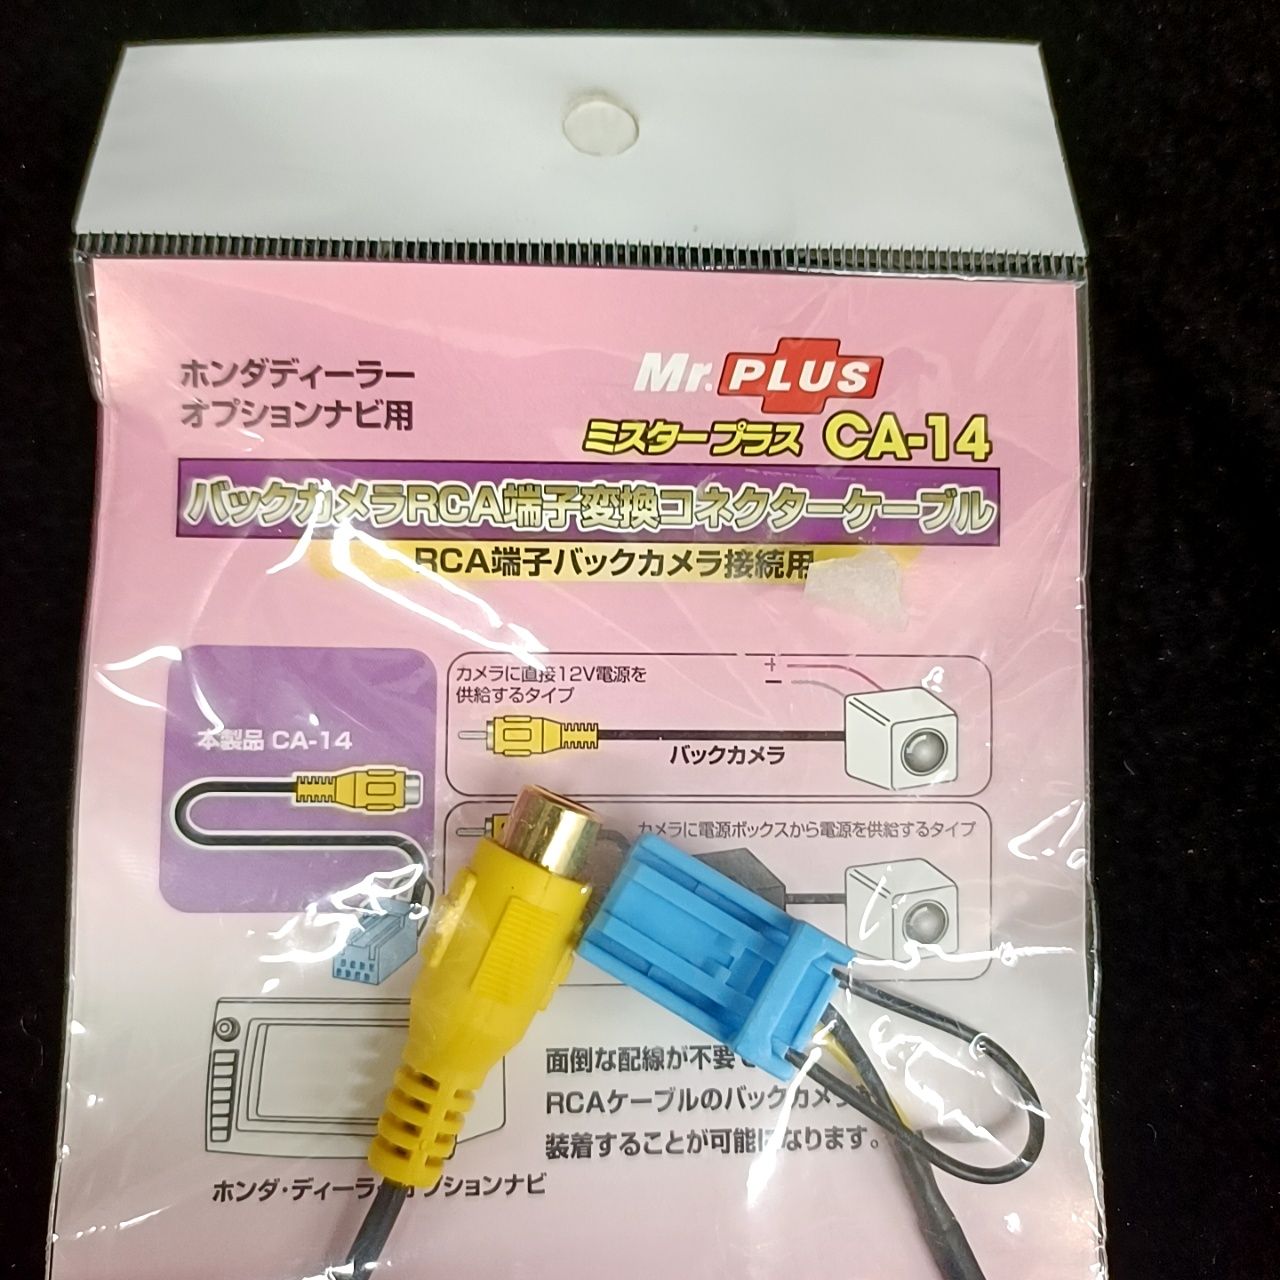 ホンダディーラー
オプションナビ用
Mr. PLUS
ミスタープラス CA-14
バックカメラRCA端子変換コネクターケーブル
RCA端子バックカメラ接続用
カメラに直接12V電源を
供給するタイプ
+
−
バックカメラ
本製品 CA-14
カメラに電源ボックスから電源を供給するタイプ
面倒な配線が不要
RCAケーブルのバックカメラ
装着することが可能になります。
ホンダ・ディーラーオプションナビ